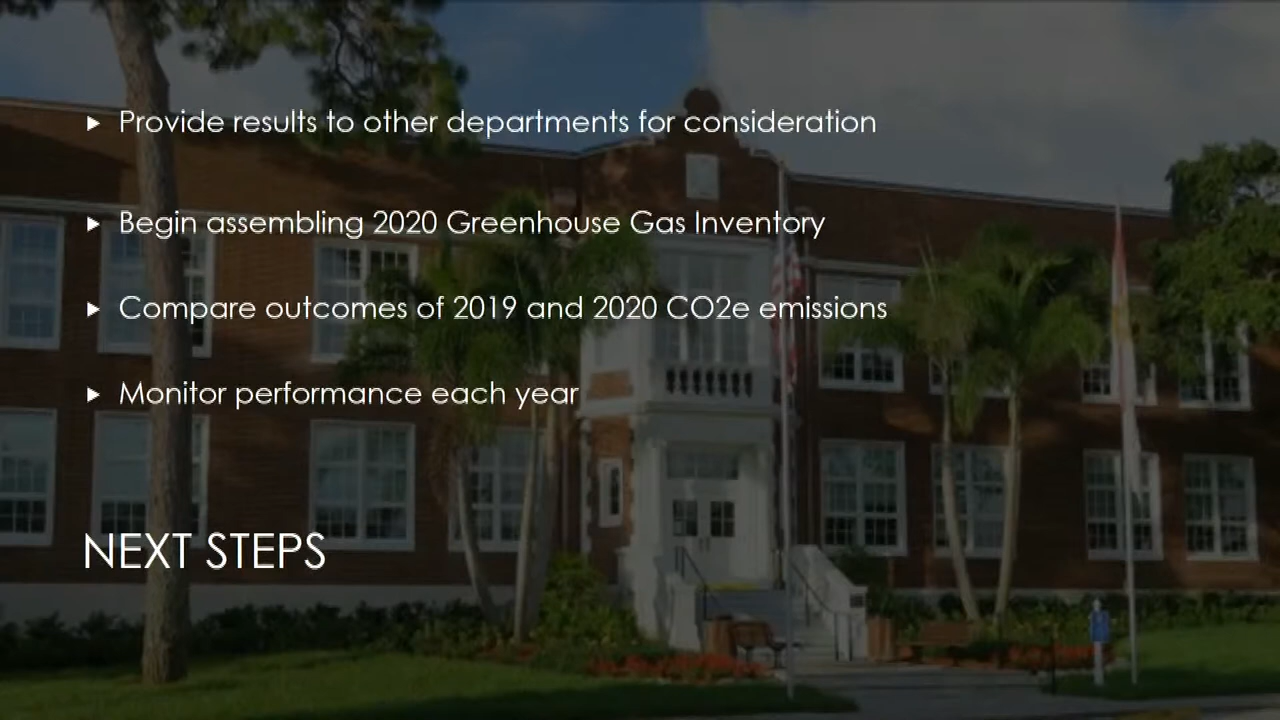 Provide results to other departments for consideration
Begin assembling 2020 Greenhouse Gas Inventory
Compare outcomes of 2019 and 2020 CO2e emissions
Monitor performance each year
NEXT STEPS